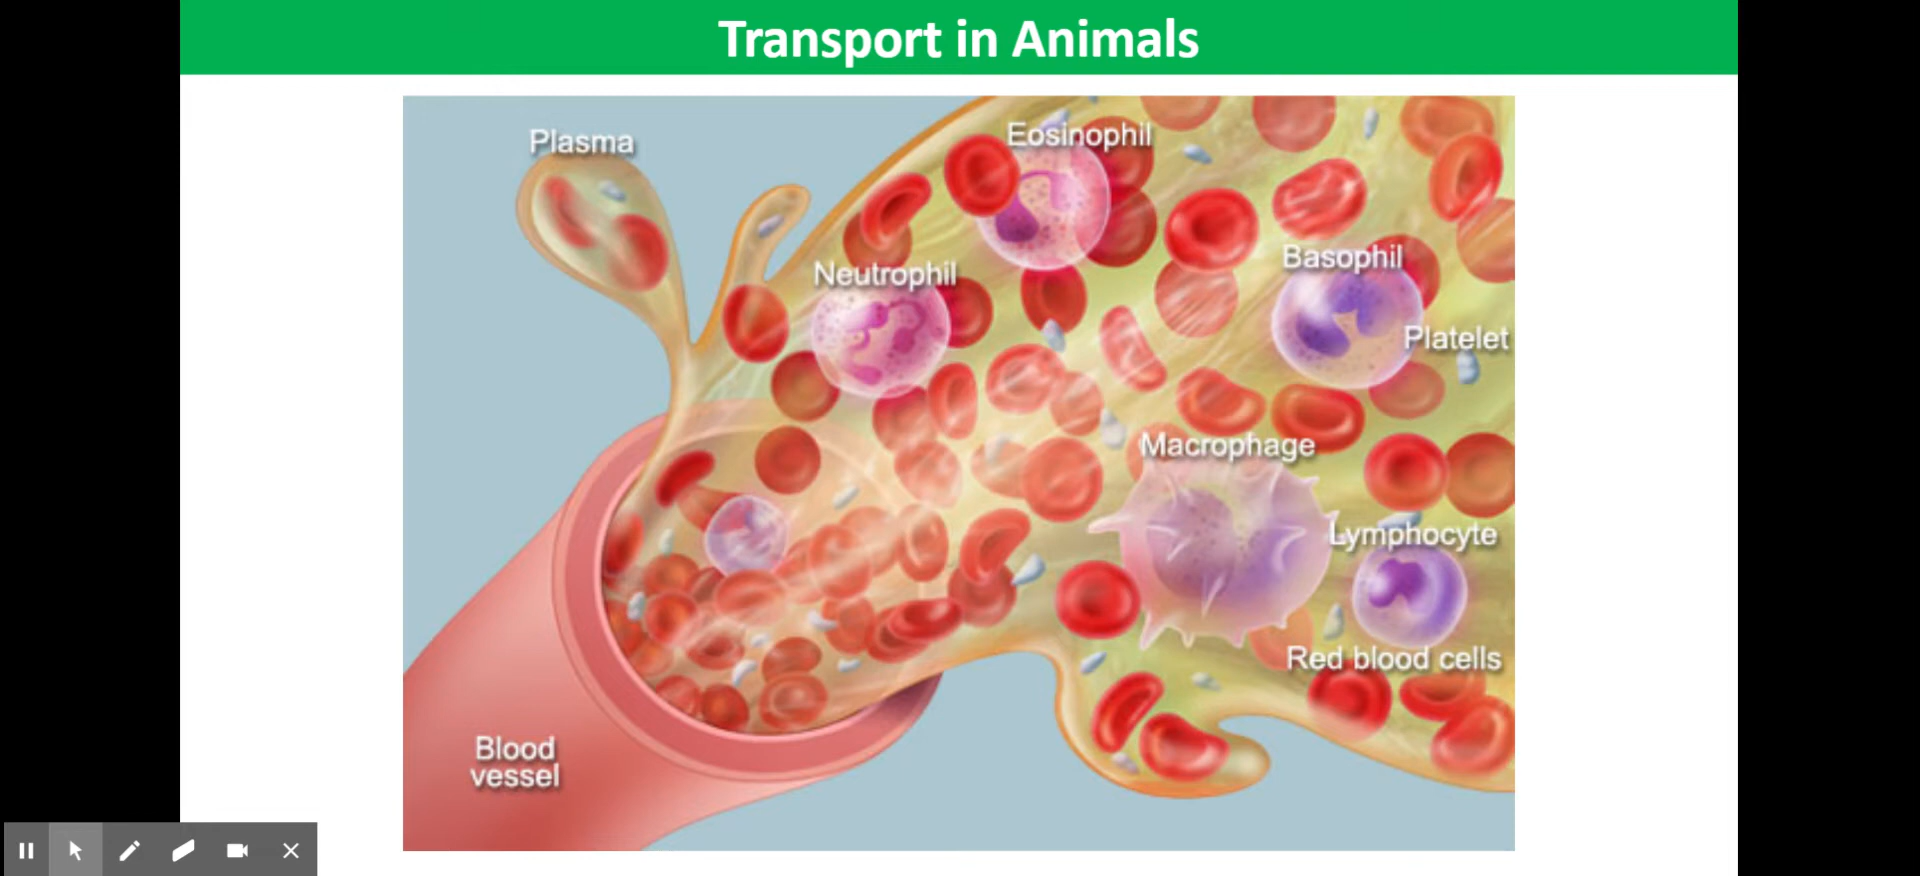 Transport in Animals
Plasma
Eosinophil
Neutrophil
Basophil
Platelet
Macrophage
Lymphocyte
Red blood cells
Blood
vessel